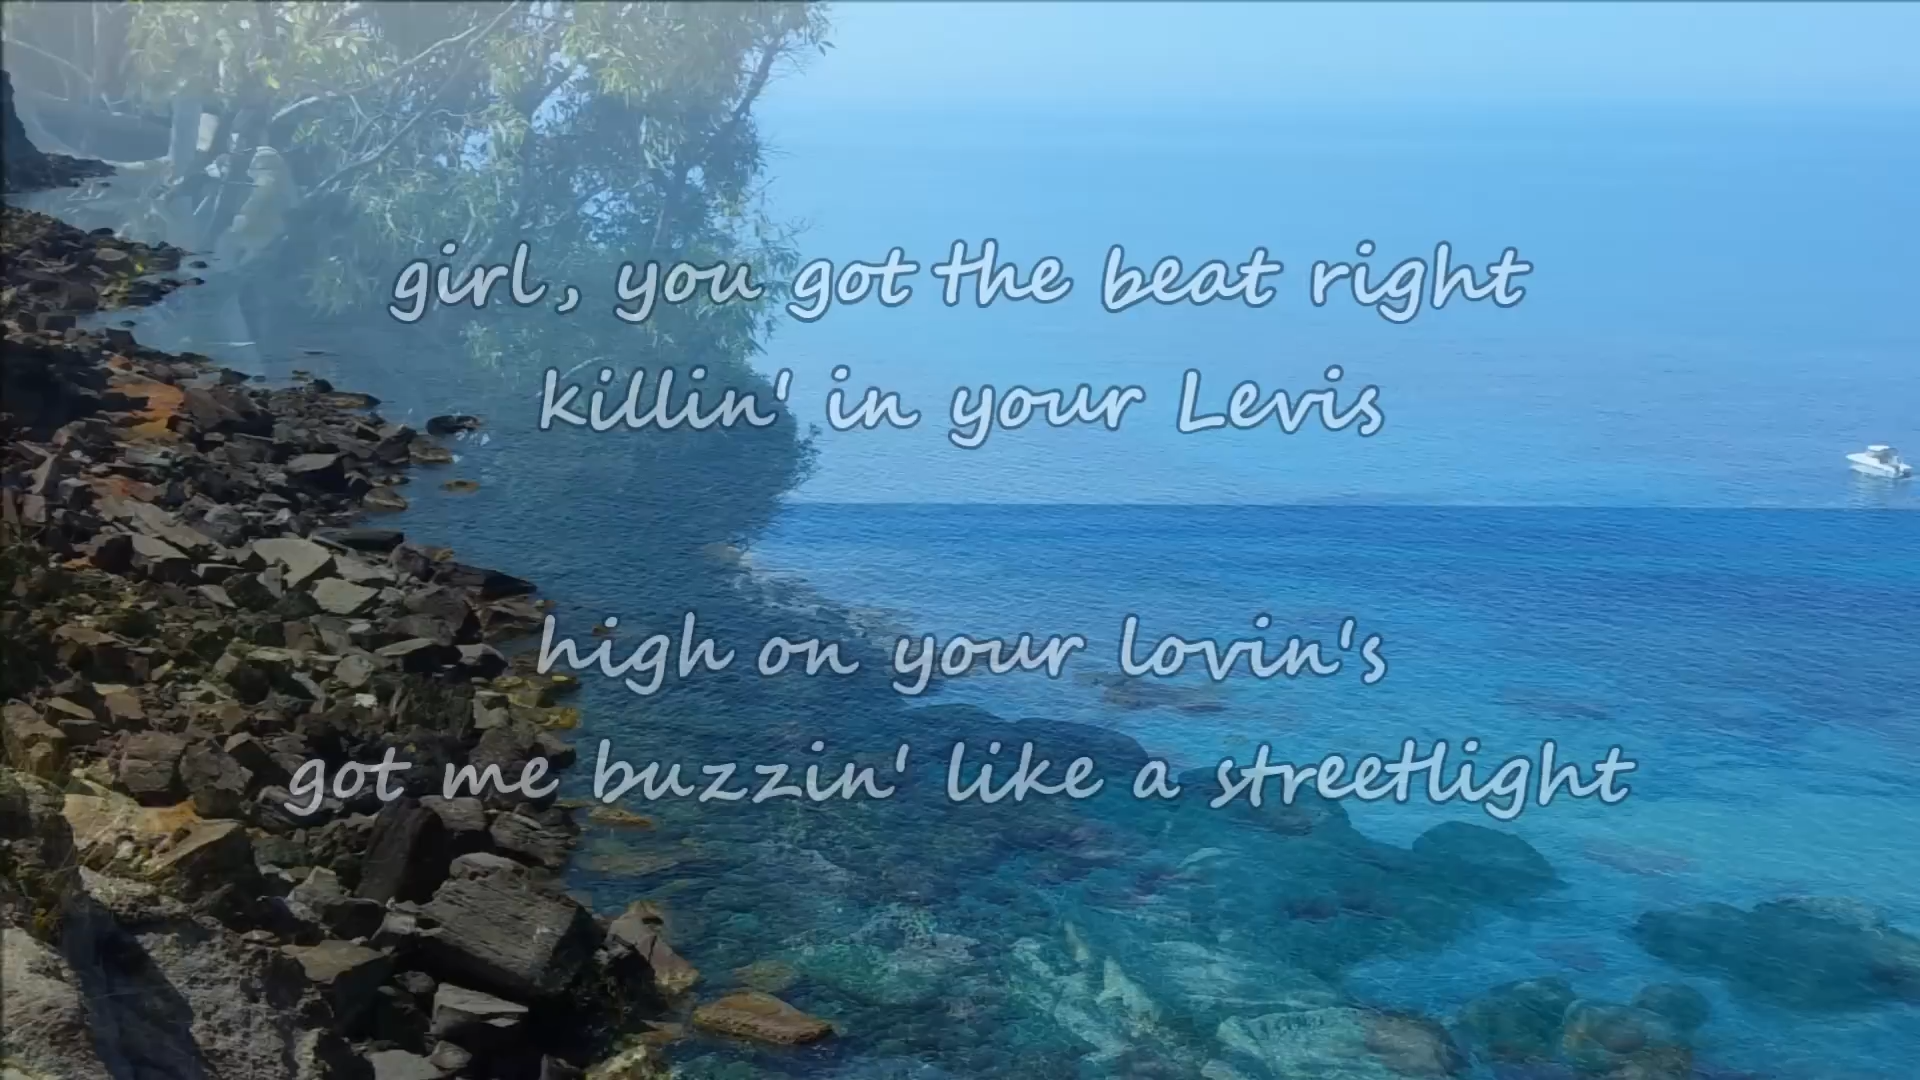 girl, you got the beat right
killin' in your Levis
high on your lovin's
got me buzzin' like a streetlight